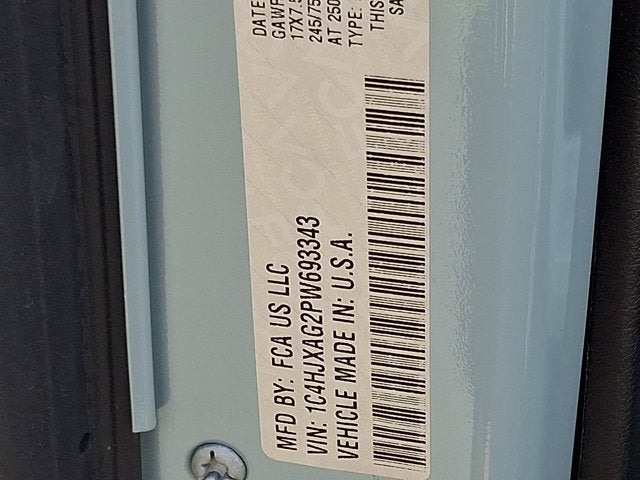 MFD BY: FCA US LLC
VIN: 1C4HJXAG2PW693343
VEHICLE MADE IN: U.S.A.
DATE
GAWR
17X7.5
245/75
AT 250
TYPE:
THIS